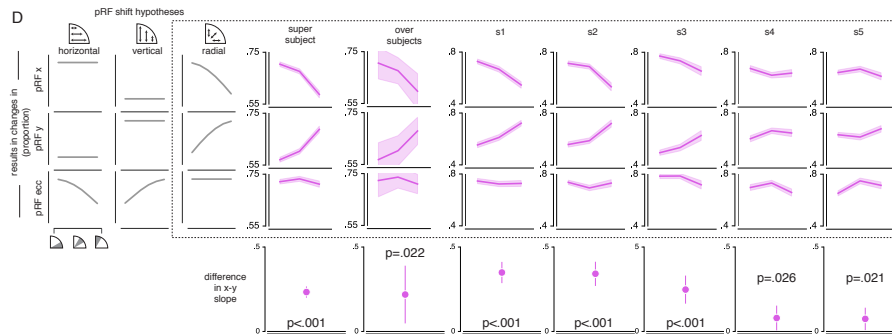 D
pRF shift hypotheses
horizontal
vertical
radial
super
subject
over
subjects
s1
s2
s3
s4
s5
results in changes in
(proportion)
pRF x
.75
.55
.75
.55
.8
.4
.8
.4
.8
.4
.8
.4
.8
.4
pRF y
.75
.55
.75
.55
.8
.4
.8
.4
.8
.4
.8
.4
.8
.4
pRF ecc
.75
.55
.75
.55
.8
.4
.8
.4
.8
.4
.8
.4
.8
.4
difference
in x-y
slope
.5
0
p<.001
.5
0
p=.022
.5
0
p<.001
.5
0
p<.001
5
0
p<.001
.5
0
p=.026
.5
0
p=.021